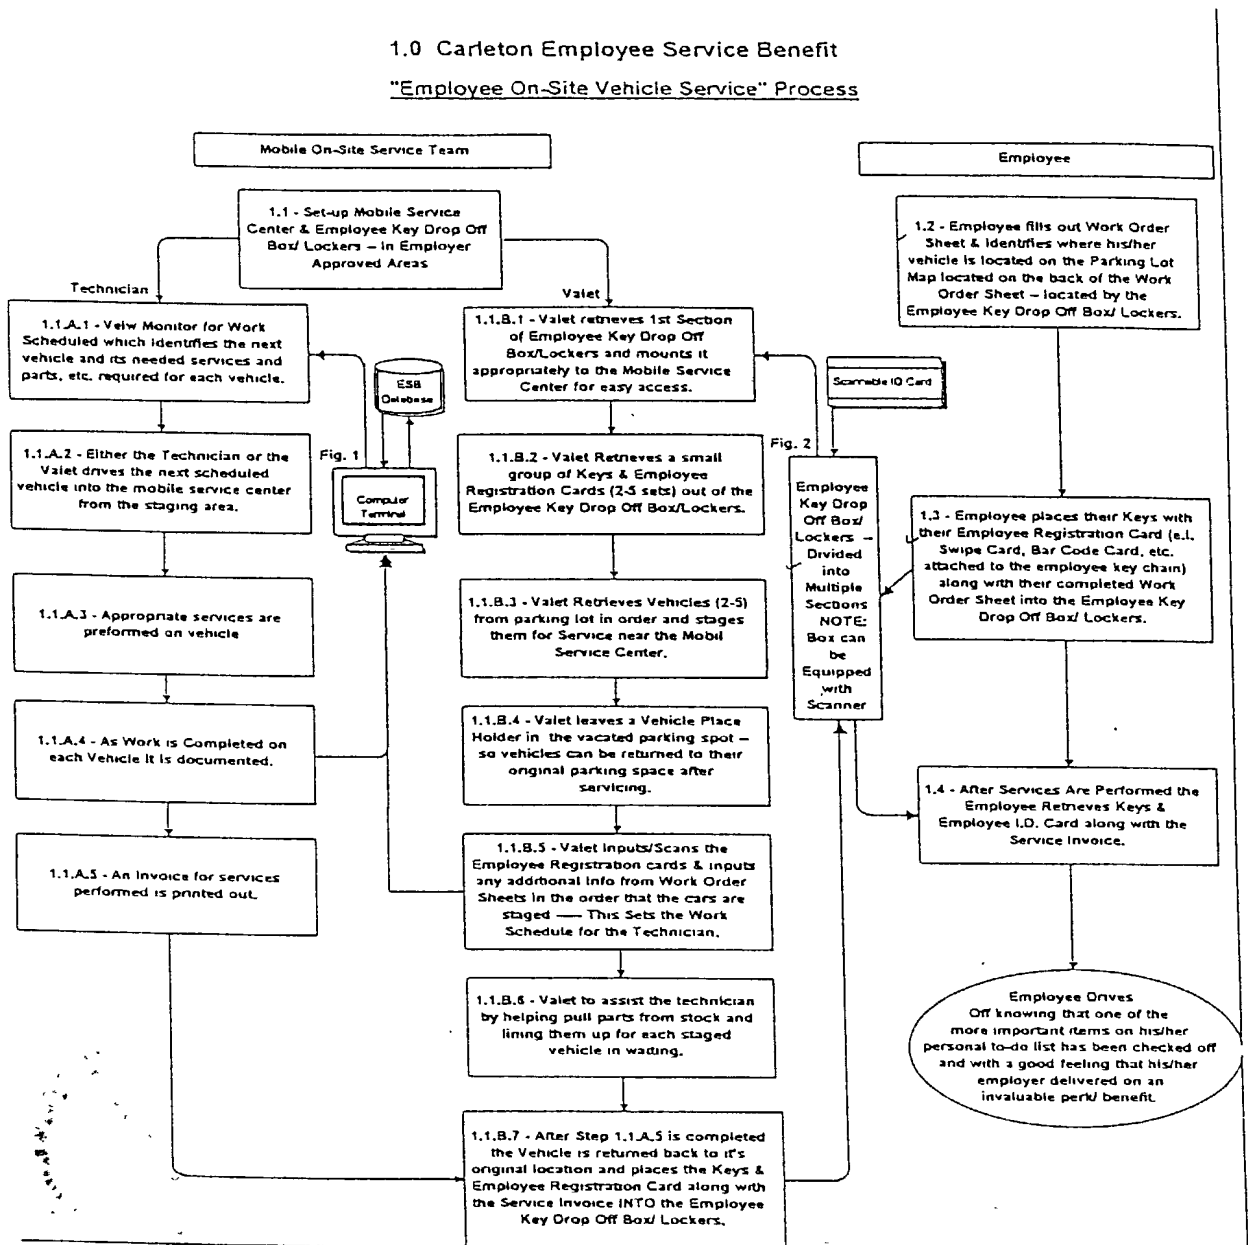 1.0 Carleton Employee Service Benefit
"Employee On-Site Vehicle Service" Process
Mobile On-Site Service Team
Employee
1.1 - Set-up Mobile Service
Center & Employee Key Drop Off
Box/ Lockers – In Employer
Approved Areas
Technician
Valet
1.1.A.1 - Veiw Monitor for Work
Scheduled which Identifies the next
vehicle and its needed services and
parts, etc. required for each vehicle.
1.1.A.2 - Either the Technician or the
Valet drives the next scheduled
vehicle into the mobile service center
from the staging area.
1.1.A.3 - Appropriate services are
preformed on vehicle
1.1.A.4 - As Work is Completed on
each Vehicle It is documented.
1.1.A.5 - An Invoice for services
performed is printed out.
ESB
Database
Fig. 1
Computer
Terminal
1.1.B.1 - Valet retrieves 1st Section
of Employee Key Drop Off
Box/Lockers and mounts it
appropriately to the Mobile Service
Center for easy access.
1.1.B.2 - Valet Retrieves a small
group of Keys & Employee
Registration Cards (2-5 sets) out of the
Employee Key Drop Off Box/Lockers.
1.1.B.3 - Valet Retrieves Vehicles (2-5)
from parking lot in order and stages
them for Service near the Mobil
Service Center.
1.1.B.4 - Valet leaves a Vehicle Place
Holder in the vacated parking spot –
so vehicles can be returned to their
original parking space after
servicing.
1.1.B.5 - Valet Inputs/Scans the
Employee Registration cards & inputs
any additional Info from Work Order
Sheets In the order that the cars are
staged —– This Sets the Work
Schedule for the Technician.
1.1.B.6 - Valet to assist the technician
by helping pull parts from stock and
lining them up for each staged
vehicle in waiting.
1.1.B.7 - After Step 1.1.A.5 is completed
the Vehicle is returned back to it's
original location and places the Keys &
Employee Registration Card along with
the Service Invoice INTO the Employee
Key Drop Off Box/ Lockers.
Scannable ID Card
Fig. 2
Employee
Key Drop
Off Box/
Lockers –
Divided
into
Multiple
Sections
NOTE:
Box can
be
Equipped
with
Scanner
1.2 - Employee fills out Work Order
Sheet & Identifies where his/her
vehicle is located on the Parking Lot
Map located on the back of the Work
Order Sheet – located by the
Employee Key Drop Off Box/ Lockers.
1.3 - Employee places their Keys with
their Employee Registration Card (e.i.
Swipe Card, Bar Code Card, etc.
attached to the employee key chain)
along with their completed Work
Order Sheet into the Employee Key
Drop Off Box/ Lockers.
1.4 - After Services Are Performed the
Employee Retrieves Keys &
Employee I.D. Card along with the
Service Invoice.
Employee Drives
Off knowing that one of the
more important items on his/her
personal to-do list has been checked off
and with a good feeling that his/her
employer delivered on an
invaluable perk/ benefit.